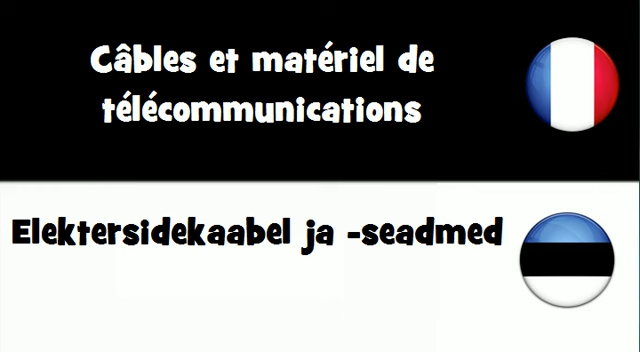 Câbles et matériel de
télécommunications
Elektersidekaabel ja -seadmed